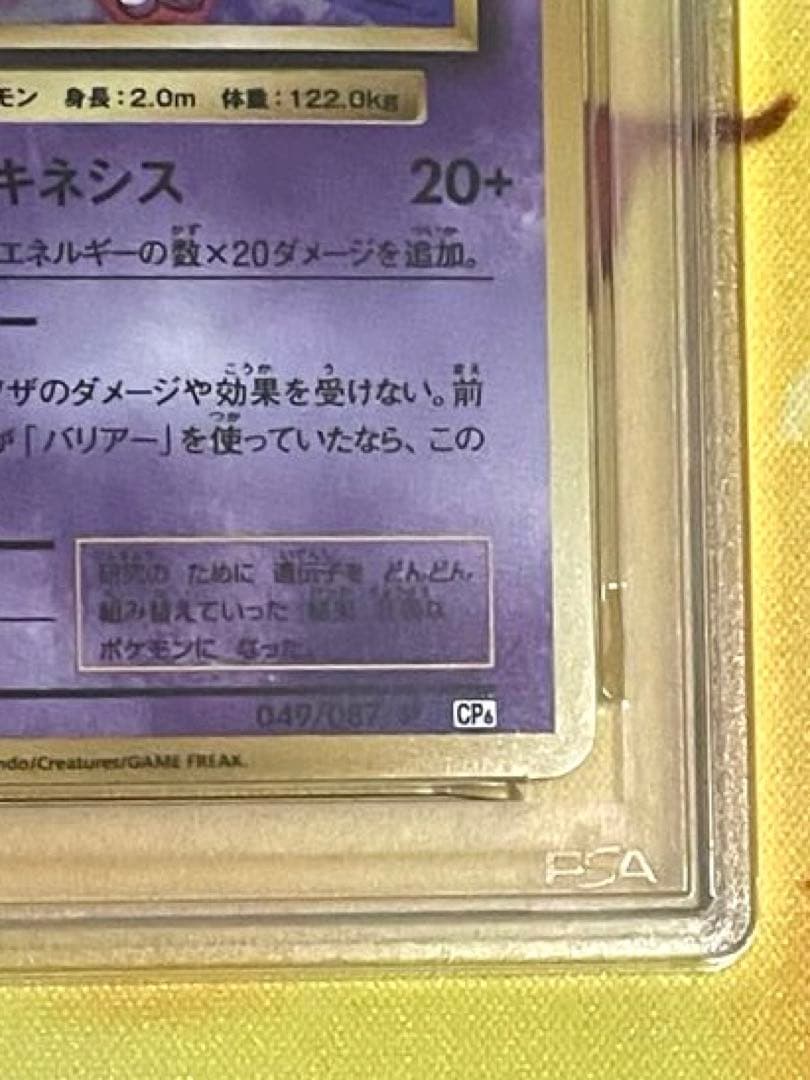 モン 身長:2.0m 体重:122.0kg
キネシス 20+
エネルギーの数×20ダメージを追加。
ワザのダメージや効果を受けない。前
が「バリアー」を使っていたなら、この
研究の ために 遺伝子を どんどん
組み替えていった 結果
ポケモンに なった。
049/087
CP6
ndo/Creatures/GAME FREAK.
PSA